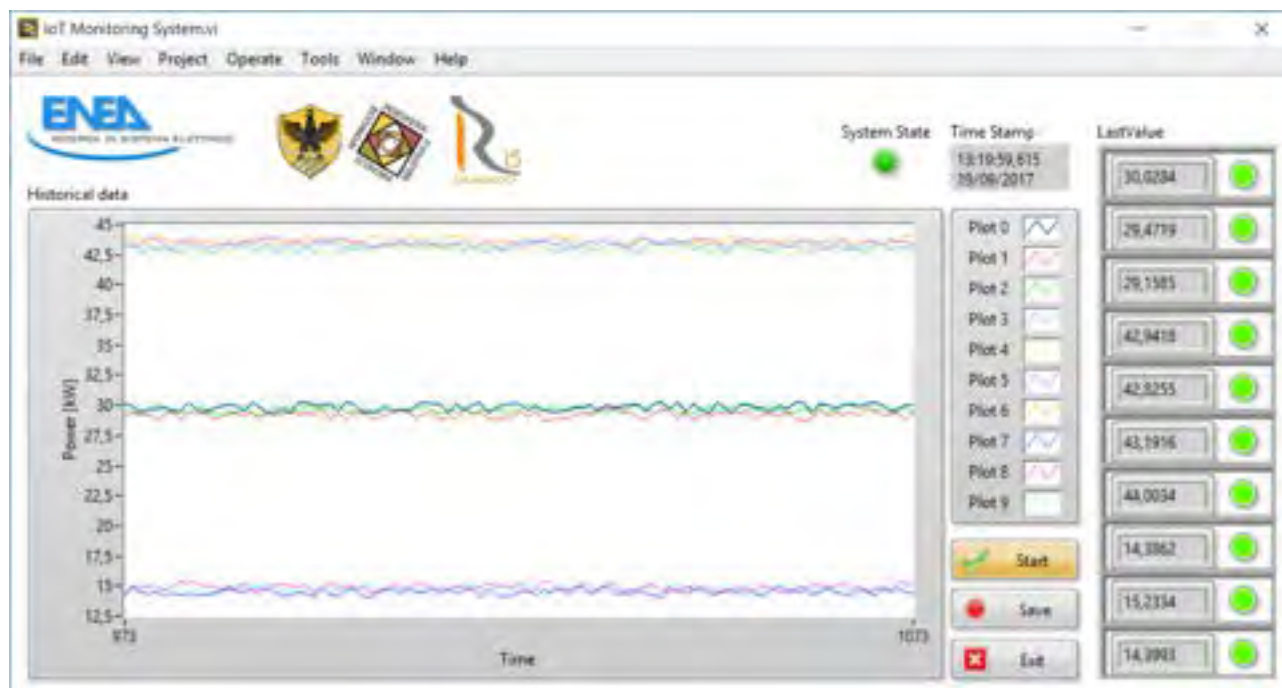 IoT Monitoring System.vi
File Edit View Project Operate Tools Window Help
ENEA
System State
Time Stamp
LastValue
13:19:59,615
Historical data
45
42,5
40
37,5
35
32,5
30
27,5
25
22,5
20
17,5
15
12,5
Power [kW]
973
1073
Time
Plot 0
Plot 1
Plot 2
Plot 3
Plot 4
Plot 5
Plot 6
Plot 7
Plot 8
Plot 9
Start
Save
Exit
30,0284
29,4719
29,1585
42,9418
42,8255
43,1916
44,0034
14,3862
15,2334
14,3993